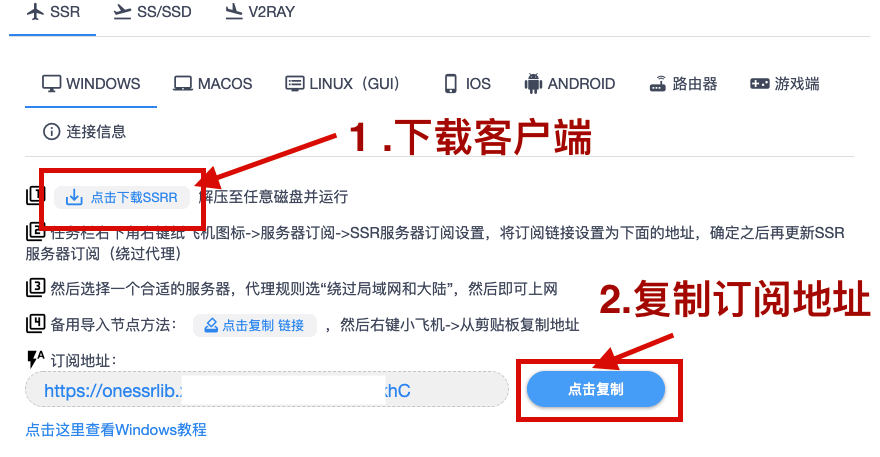 SSR SS/SSD V2RAY
WINDOWS MACOS LINUX（GUI） IOS ANDROID 路由器 游戏端
连接信息
1 .下载客户端
1 点击下载SSRR 解压至任意磁盘并运行
2 任务栏右下角右键纸飞机图标->服务器订阅->SSR服务器订阅设置，将订阅链接设置为下面的地址，确定之后再更新SSR
服务器订阅（绕过代理）
3 然后选择一个合适的服务器，代理规则选“绕过局域网和大陆”，然后即可上网
2.复制订阅地址
4 备用导入节点方法： 点击复制 链接 ，然后右键小飞机->从剪贴板复制地址
A 订阅地址：
https://onessrlib. hC 点击复制
点击这里查看Windows教程